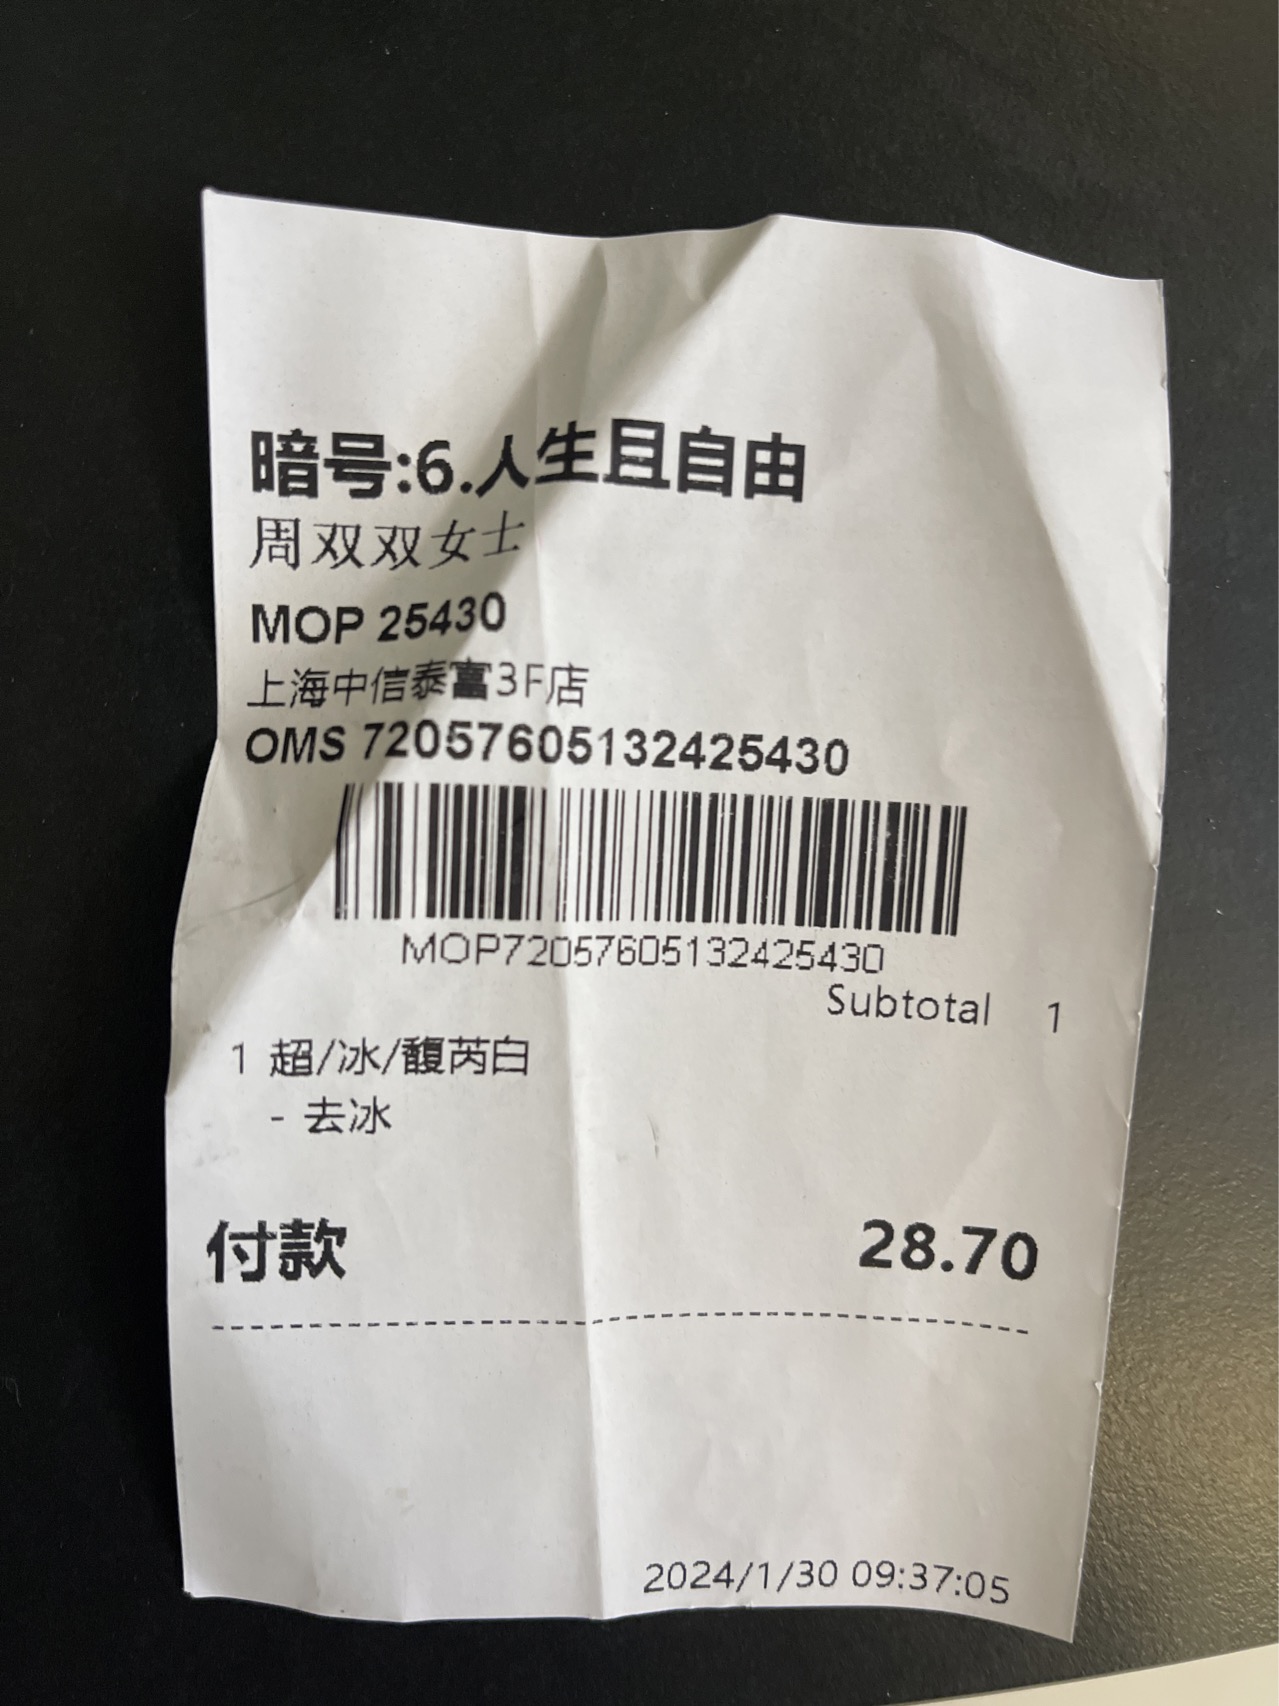 暗号:6.人生且自由
周双双女士
MOP 25430
上海中信泰富3F店
OMS 72057605132425430
MOP72057605132425430
Subtotal 1
1 超/冰/馥芮白
- 去冰
付款 28.70
2024/1/30 09:37:05